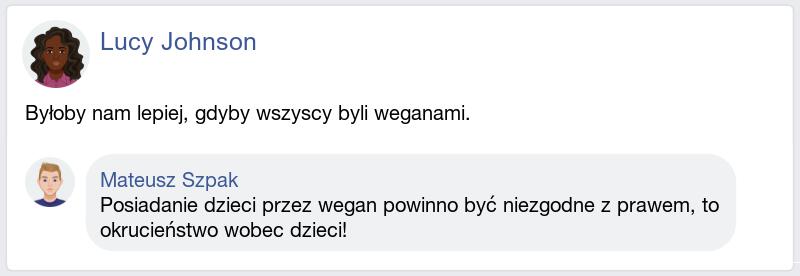 Lucy Johnson
Byłoby nam lepiej, gdyby wszyscy byli weganami.
Mateusz Szpak
Posiadanie dzieci przez wegan powinno być niezgodne z prawem, to
okrucieństwo wobec dzieci!